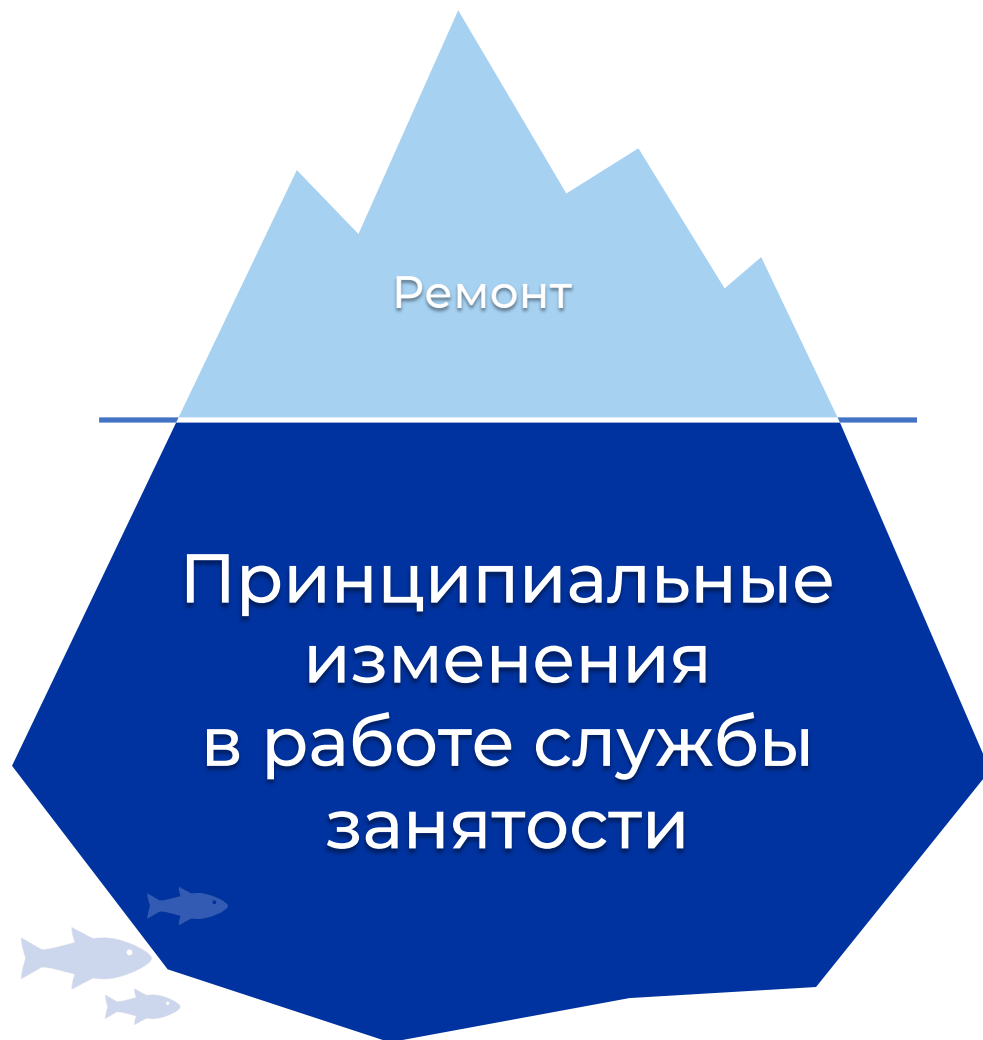 Ремонт
Принципиальные
изменения
в работе службы
занятости